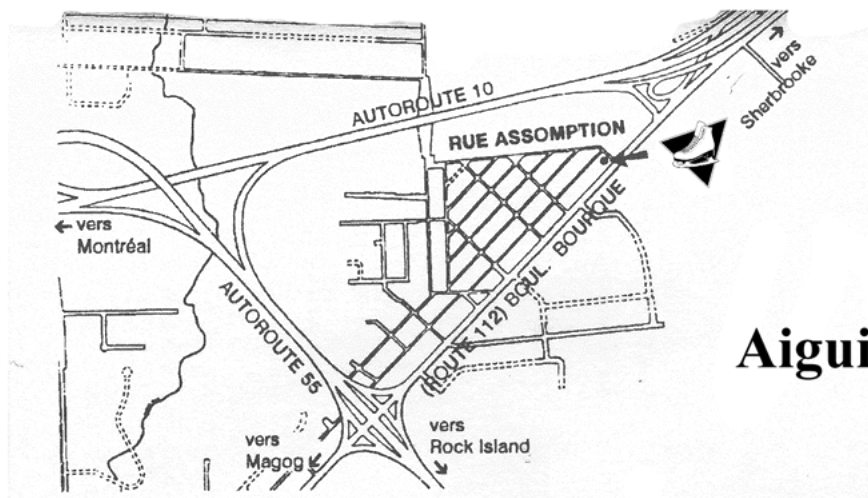 AUTOROUTE 10
vers
Sherbrooke
RUE ASSOMPTION
vers
Montréal
AUTOROUTE 55
(ROUTE 112) BOUL. BOURQUE
Aigui
vers
Magog
vers
Rock Island